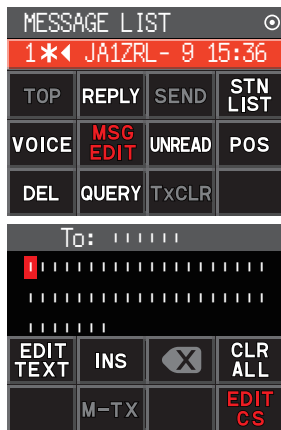 MESSAGE LIST
1 JA1ZRL- 9 15:36
TOP REPLY SEND STN LIST
VOICE MSG EDIT UNREAD POS
DEL QUERY TxCLR
To:
EDIT TEXT INS X CLR ALL
M-TX EDIT CS